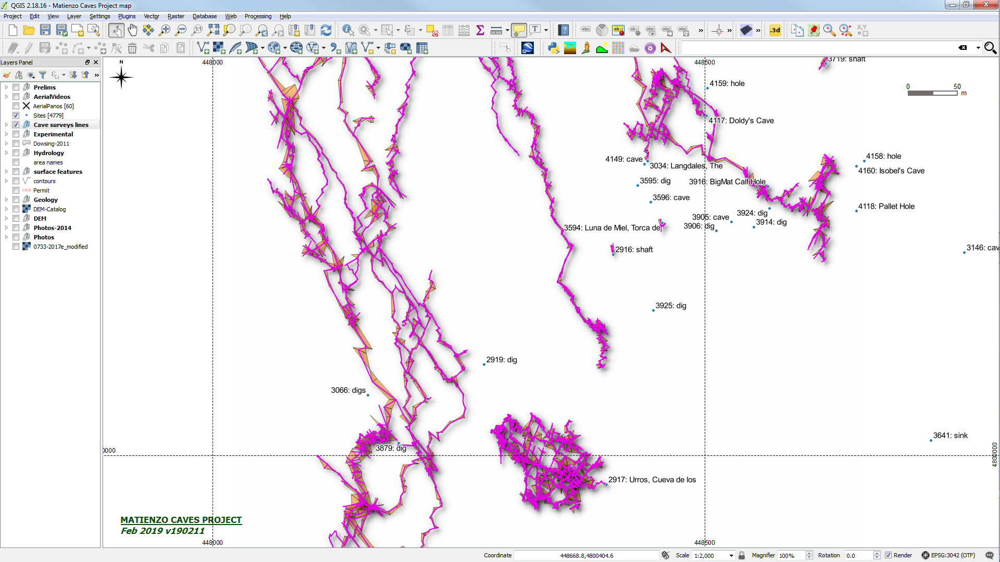 QGIS 2.18.16 - Matienzo Caves Project map
Project Edit View Layer Settings Plugins Vector Raster Database Web Processing Help
Layers Panel
Prelims
AerialVideos
AerialPanos [60]
Sites [4779]
Cave surveys lines
Experimental
Dowsing-2011
Hydrology
area names
surface features
contours
Permit
Geology
DEM-Catalog
DEM
Photos-2014
Photos
0733-2017e_modified
N
448000
448500
3719: shaft
0 50
m
4159: hole
4117: Doldy's Cave
4149: cave
3034: Langdales, The
4158: hole
4160: Isobel's Cave
3595: dig
3916: BigMat Calf Hole
3596: cave
4118: Pallet Hole
3924: dig
3905: cave
3914: dig
3906: dig
3594: Luna de Miel, Torca de
2916: shaft
3146: cav
3925: dig
2919: dig
3066: digs
3641: sink
3879: dig
0000
4800000
2917: Urros, Cueva de los
MATIENZO CAVES PROJECT
Feb 2019 v190211
448000
448500
Coordinate 448668.8,4800404.6 Scale 1:2,000 Magnifier 100% Rotation 0.0 Render EPSG:3042 (OTF)